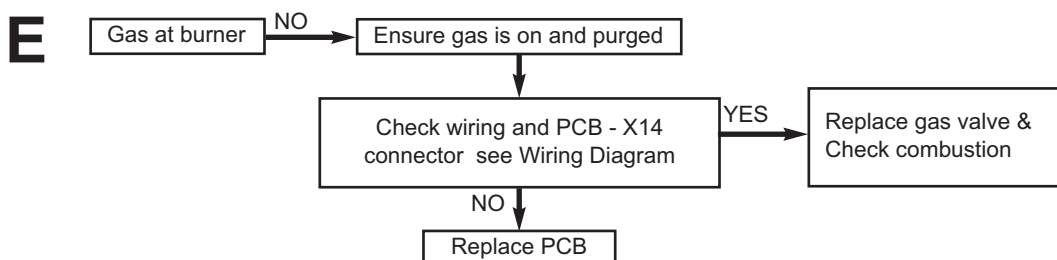 E
Gas at burner
NO
Ensure gas is on and purged
Check wiring and PCB - X14
connector see Wiring Diagram
YES
Replace gas valve &
Check combustion
NO
Replace PCB